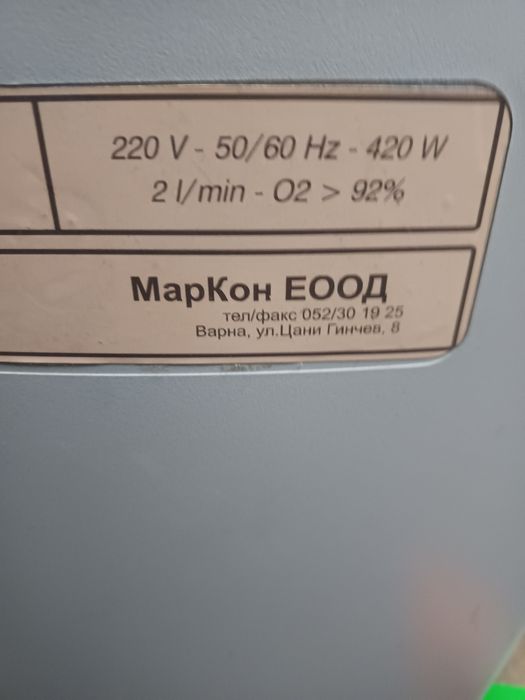 220 V - 50/60 Hz - 420 W
2 l/min - O2 > 92%
МарКон ЕООД
тел/факс 052/30 19 25
Варна, ул.Цани Гинчев, 8